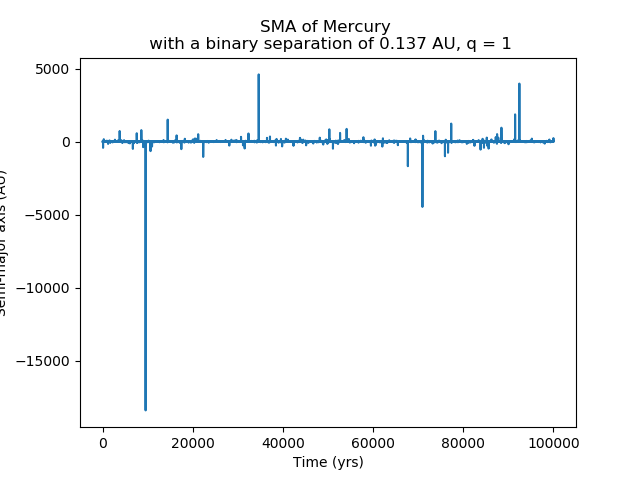 SMA of Mercury
with a binary separation of 0.137 AU, q = 1
5000
0
−5000
−10000
−15000
Semi-major axis (AU)
0 20000 40000 60000 80000 100000
Time (yrs)